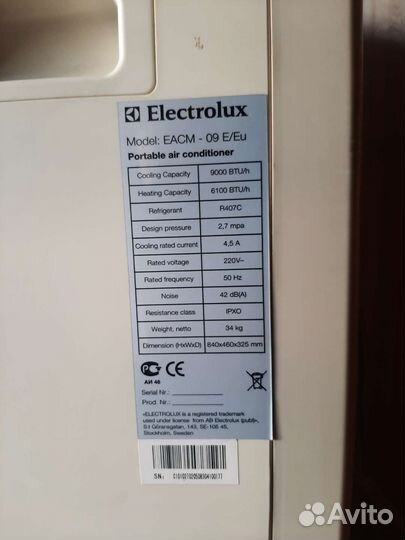 Electrolux
Model: EACM - 09 E/Eu
Portable air conditioner
Cooling Capacity 9000 BTU/h
Heating Capacity 6100 BTU/h
Refrigerant R407C
Design pressure 2,7 mpa
Cooling rated current 4,5 A
Rated voltage 220V~
Rated frequency 50 Hz
Noise 42 dB(A)
Resistance class IPXO
Weight, netto 34 kg
Dimension (HxWxD) 840x460x325 mm
CE
АИ 46
Serial Nr.:
Prod. Nr.:
«ELECTROLUX is a registered trademark
used under license from AB Electrolux (publ)»,
S:t Göransgatan, 143, SE-105 45,
Stockholm, Sweden
SN:
Avito